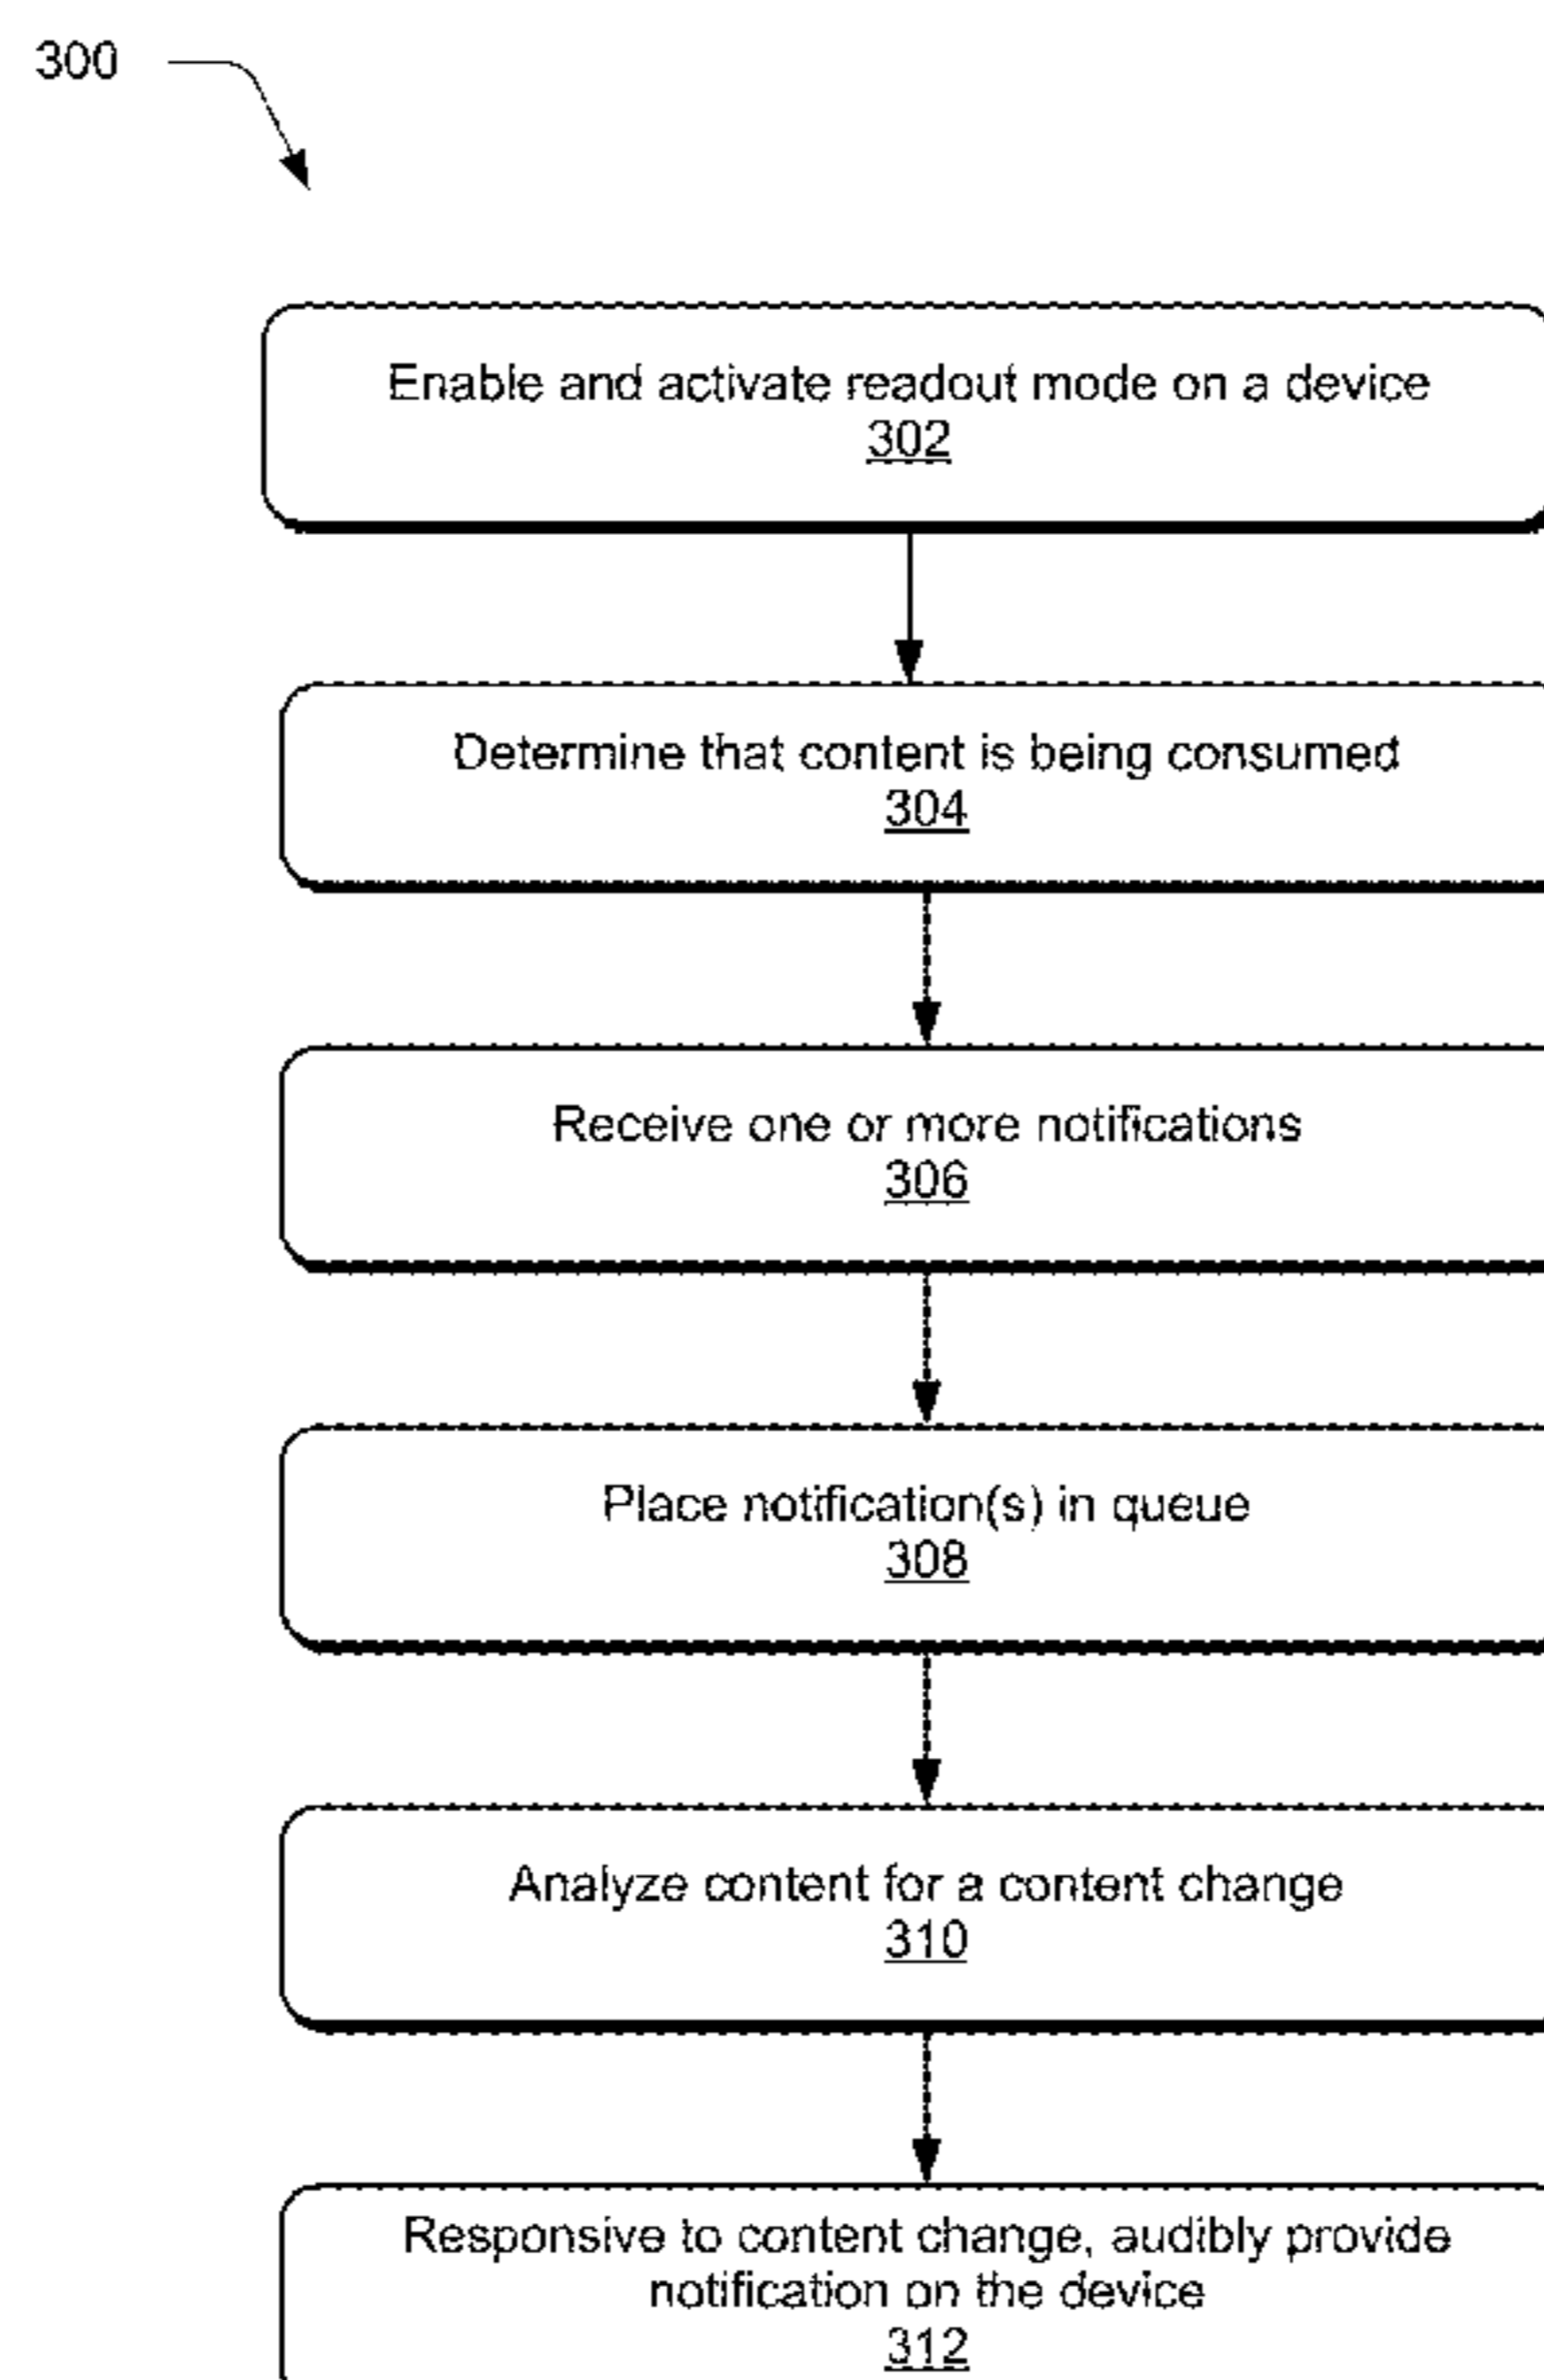 300
Enable and activate readout mode on a device
302
Determine that content is being consumed
304
Receive one or more notifications
306
Place notification(s) in queue
308
Analyze content for a content change
310
Responsive to content change, audibly provide
notification on the device
312